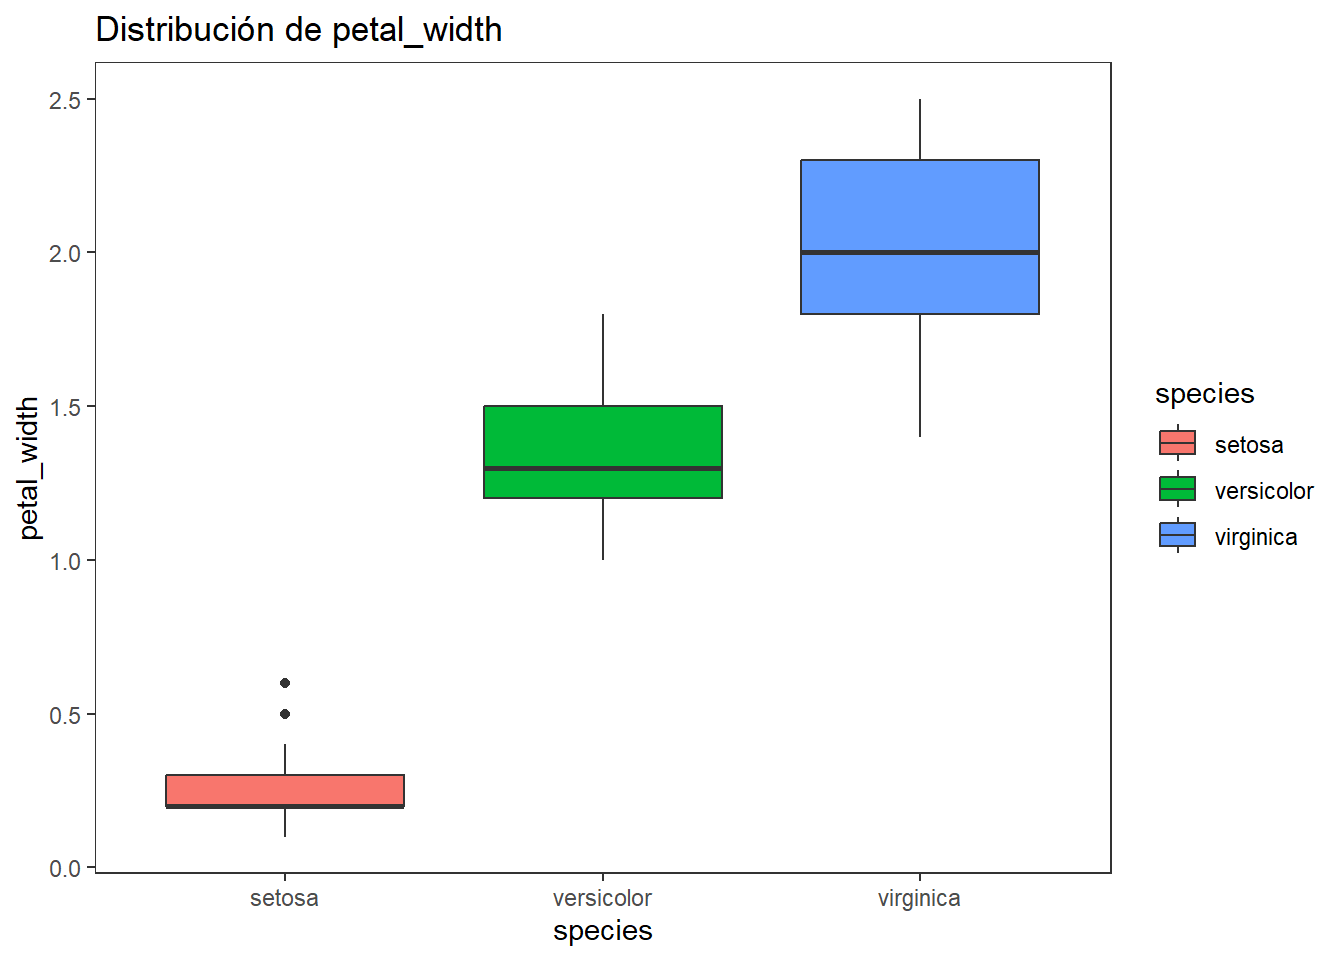 Distribución de petal_width
petal_width
2.5
2.0
1.5
1.0
0.5
0.0
setosa
versicolor
virginica
species
species
setosa
versicolor
virginica